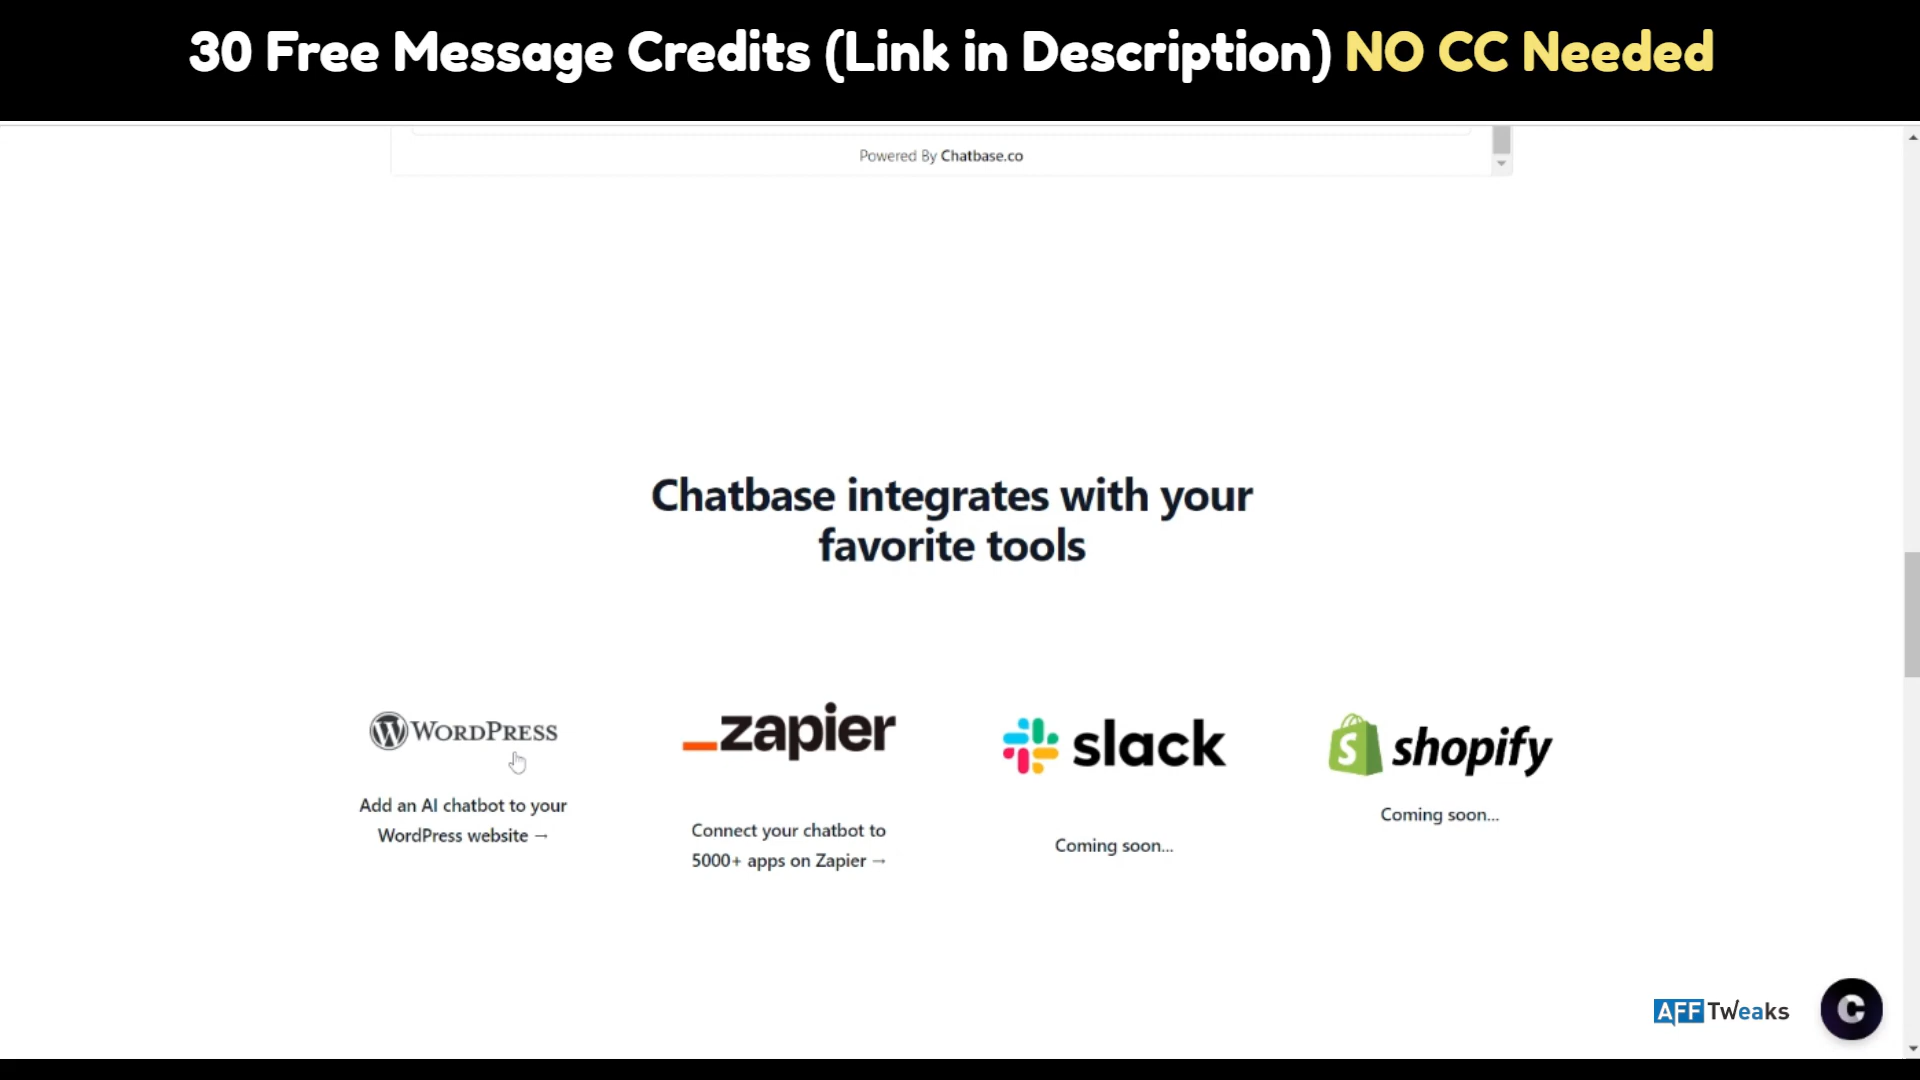 30 Free Message Credits (Link in Description) NO CC Needed
Powered By Chatbase.co
Chatbase integrates with your
favorite tools
WORDPRESS
zapier
slack
shopify
Add an AI chatbot to your
WordPress website →
Connect your chatbot to
5000+ apps on Zapier →
Coming soon...
Coming soon...
AFFTweaks
C